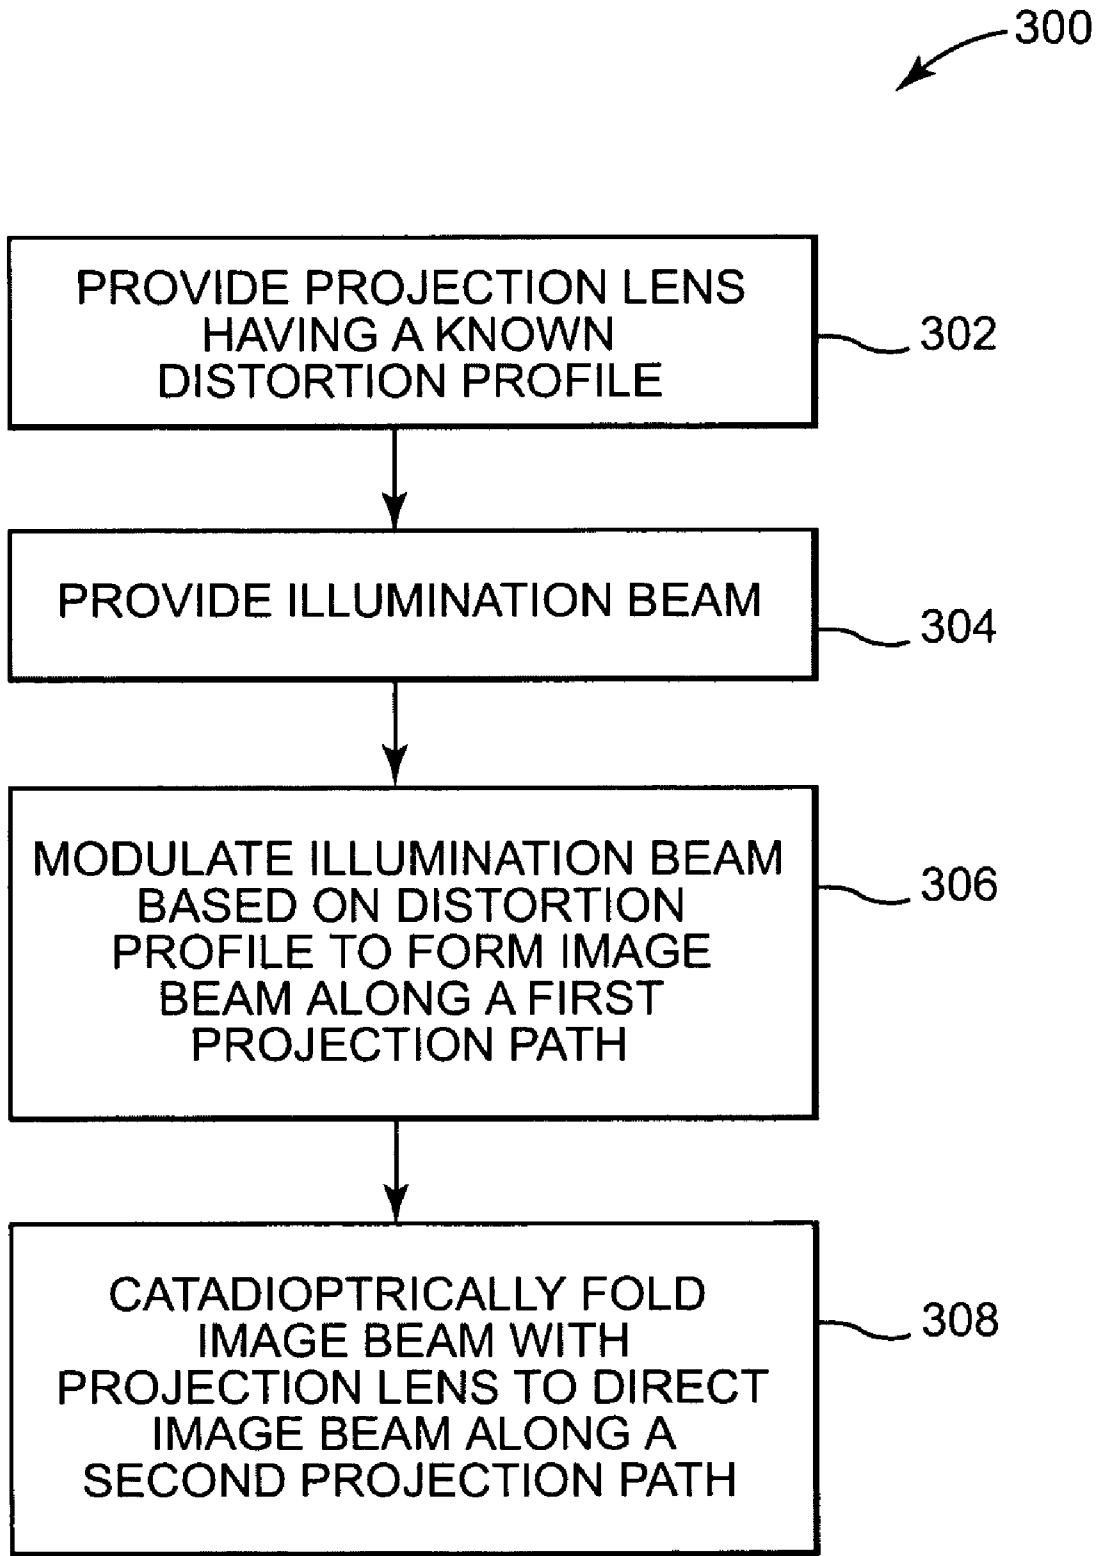 300
PROVIDE PROJECTION LENS
HAVING A KNOWN
DISTORTION PROFILE
302
PROVIDE ILLUMINATION BEAM
304
MODULATE ILLUMINATION BEAM
BASED ON DISTORTION
PROFILE TO FORM IMAGE
BEAM ALONG A FIRST
PROJECTION PATH
306
CATADIOPTRICALLY FOLD
IMAGE BEAM WITH
PROJECTION LENS TO DIRECT
IMAGE BEAM ALONG A
SECOND PROJECTION PATH
308